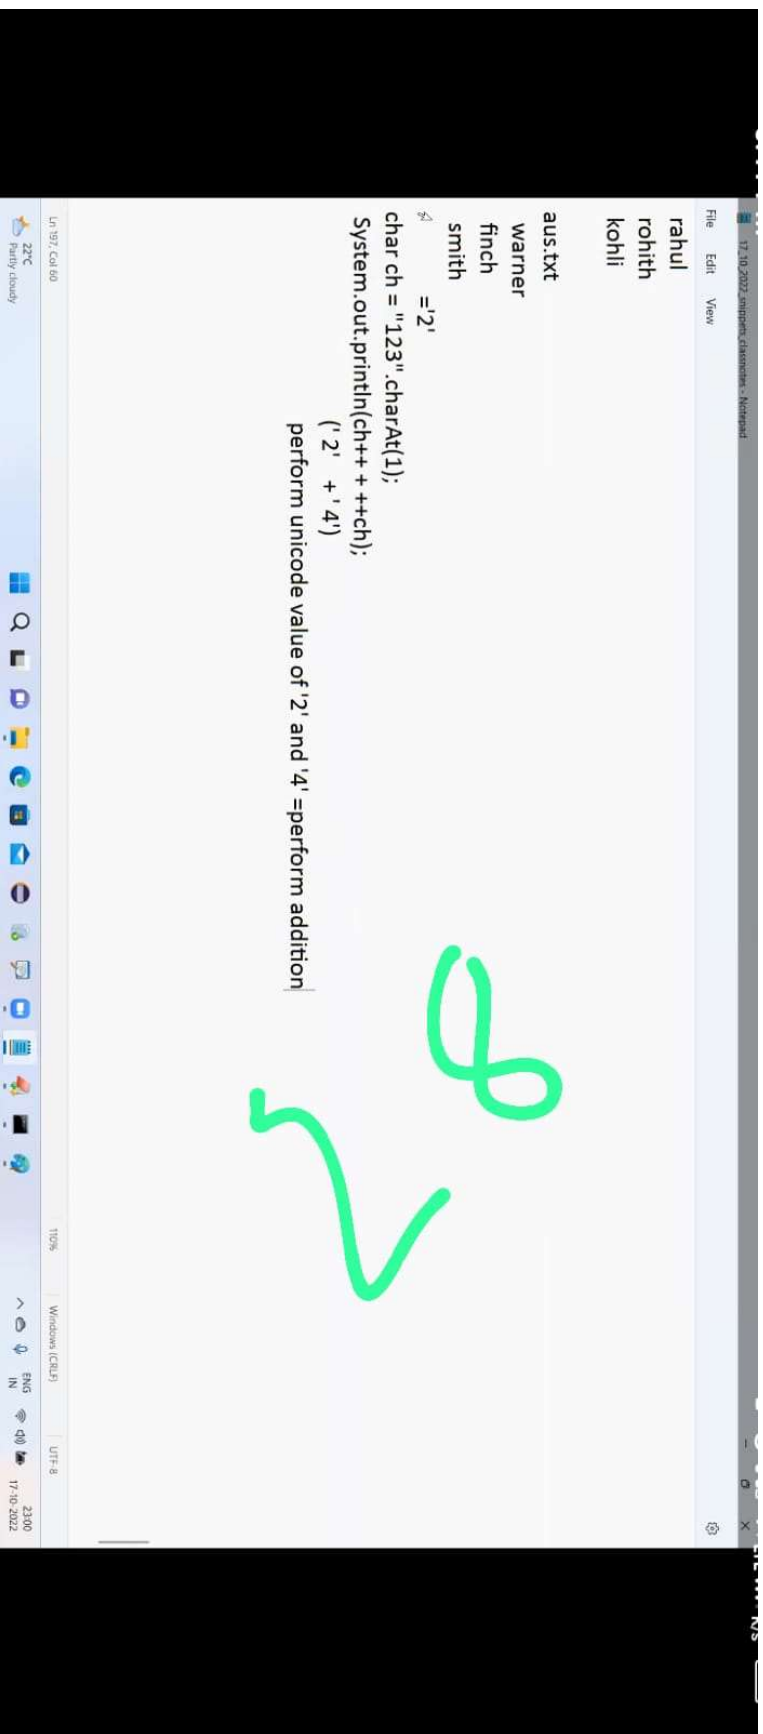 17_10_2022_snippets_classnotes - Notepad
File Edit View
rahul
rohith
kohli
aus.txt
warner
finch
smith
='2'
char ch = "123".charAt(1);
System.out.println(ch++ + ++ch);
('2' + '4')
perform unicode value of '2' and '4' =perform addition
8
Ln 197, Col 60 110% Windows (CRLF) UTF-8
22°C
Partly cloudy
ENG
IN
23:00
17-10-2022